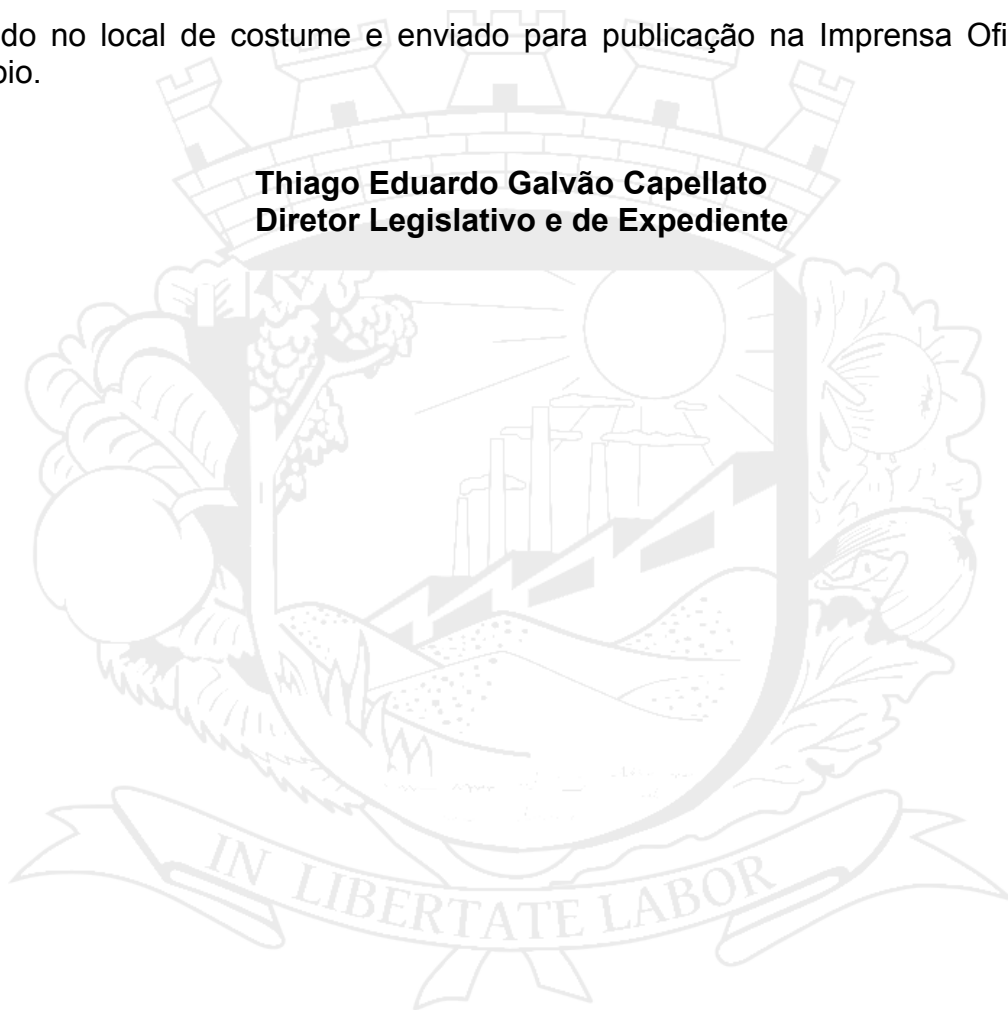 do no local de costume e enviado para publicação na Imprensa Ofi
pio.
Thiago Eduardo Galvão Capellato
Diretor Legislativo e de Expediente
IN LIBERTATE LABOR